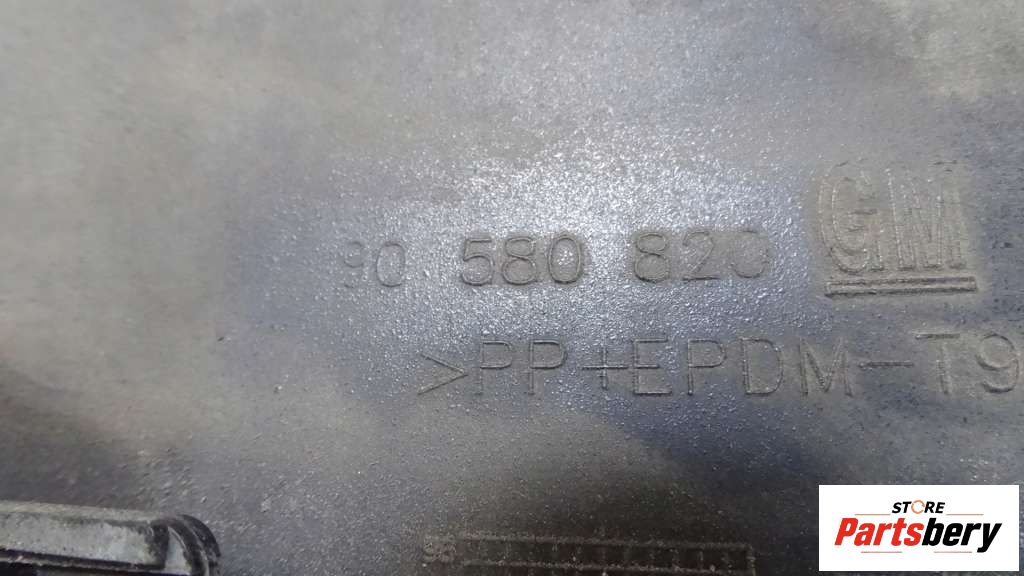 90 580 820 GM
>PP+EPDM-T9
STORE
Partsbery